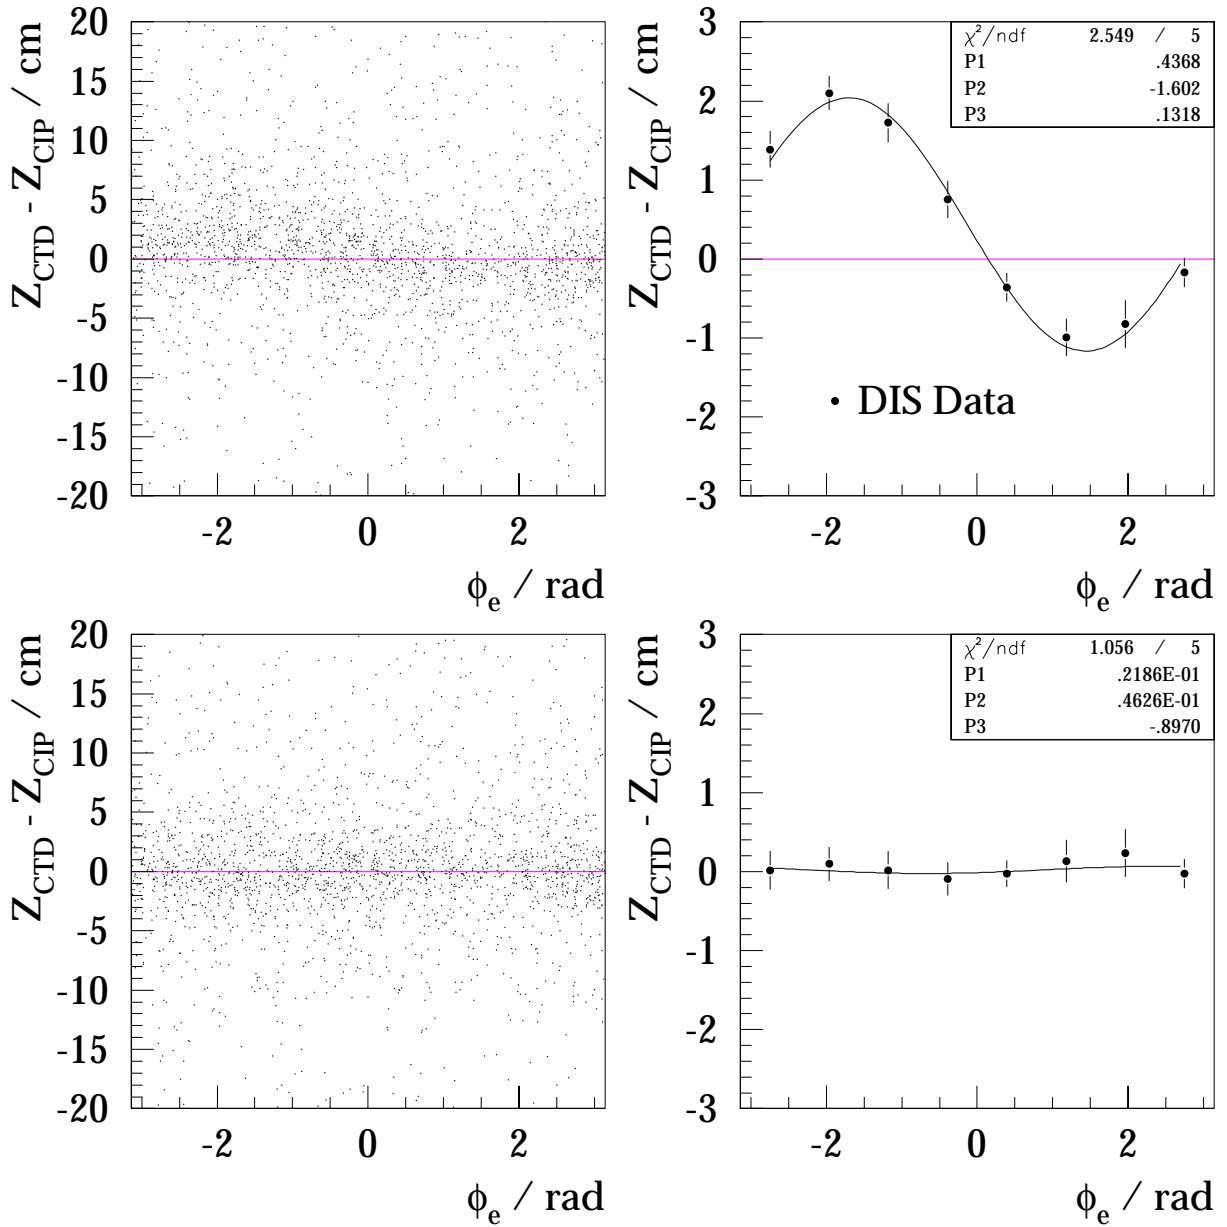 Z_CTD - Z_CIP / cm
20
15
10
5
0
-5
-10
-15
-20
-2 0 2
ϕ_e / rad
Z_CTD - Z_CIP / cm
3
2
1
0
-1
-2
-3
χ²/ndf 2.549 / 5
P1 .4368
P2 -1.602
P3 .1318
DIS Data
-2 0 2
ϕ_e / rad
Z_CTD - Z_CIP / cm
20
15
10
5
0
-5
-10
-15
-20
-2 0 2
ϕ_e / rad
Z_CTD - Z_CIP / cm
3
2
1
0
-1
-2
-3
χ²/ndf 1.056 / 5
P1 .2186E-01
P2 .4626E-01
P3 -.8970
-2 0 2
ϕ_e / rad